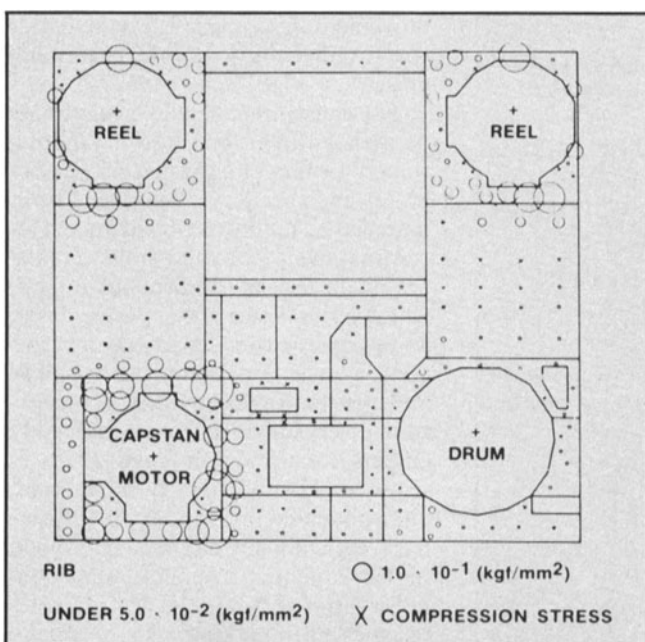 REEL REEL
CAPSTAN
MOTOR
DRUM
RIB 1.0 · 10⁻¹ (kgf/mm²)
UNDER 5.0 · 10⁻² (kgf/mm²) X COMPRESSION STRESS